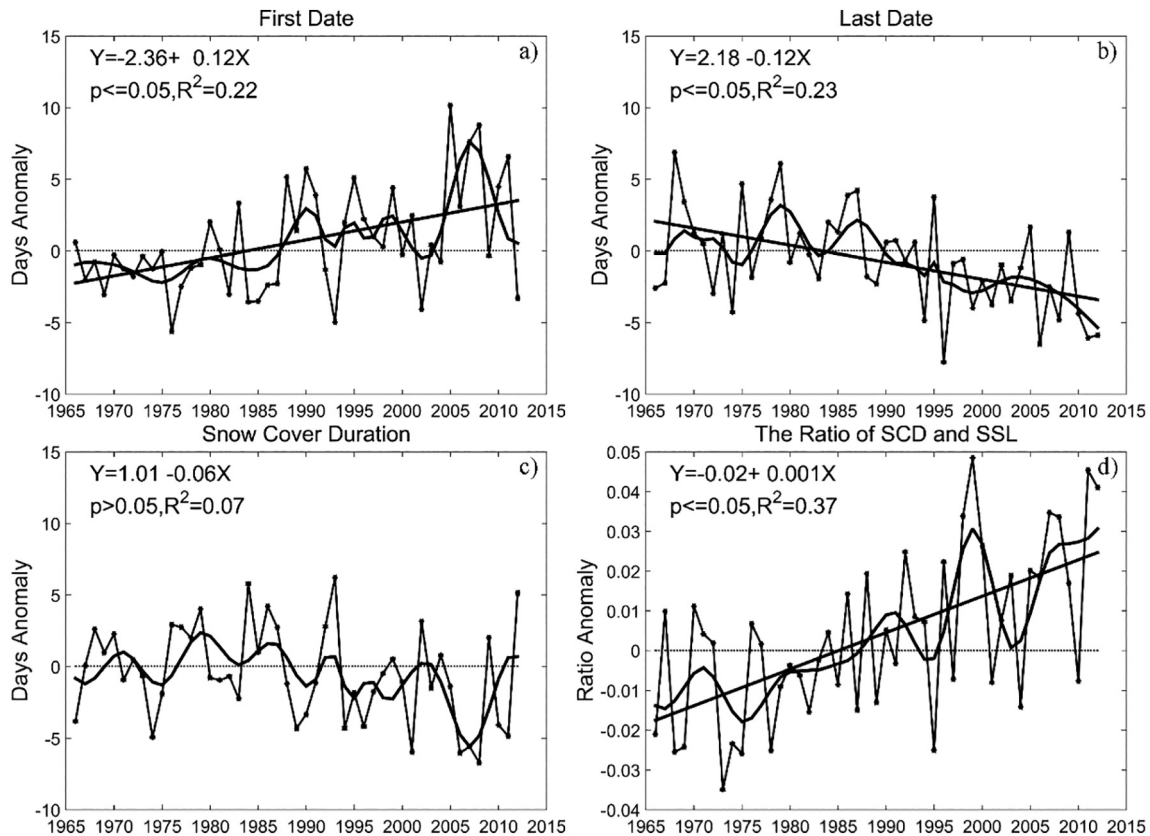 First Date
a)
Y=-2.36+ 0.12X
p<=0.05,R²=0.22
Days Anomaly
15
10
5
0
-5
-10
1965 1970 1975 1980 1985 1990 1995 2000 2005 2010 2015
Last Date
b)
Y=2.18 -0.12X
p<=0.05,R²=0.23
Days Anomaly
15
10
5
0
-5
-10
1965 1970 1975 1980 1985 1990 1995 2000 2005 2010 2015
Snow Cover Duration
c)
Y=1.01 -0.06X
p>0.05,R²=0.07
Days Anomaly
15
10
5
0
-5
-10
1965 1970 1975 1980 1985 1990 1995 2000 2005 2010 2015
The Ratio of SCD and SSL
d)
Y=-0.02+ 0.001X
p<=0.05,R²=0.37
Ratio Anomaly
0.05
0.04
0.03
0.02
0.01
0
-0.01
-0.02
-0.03
-0.04
1965 1970 1975 1980 1985 1990 1995 2000 2005 2010 2015